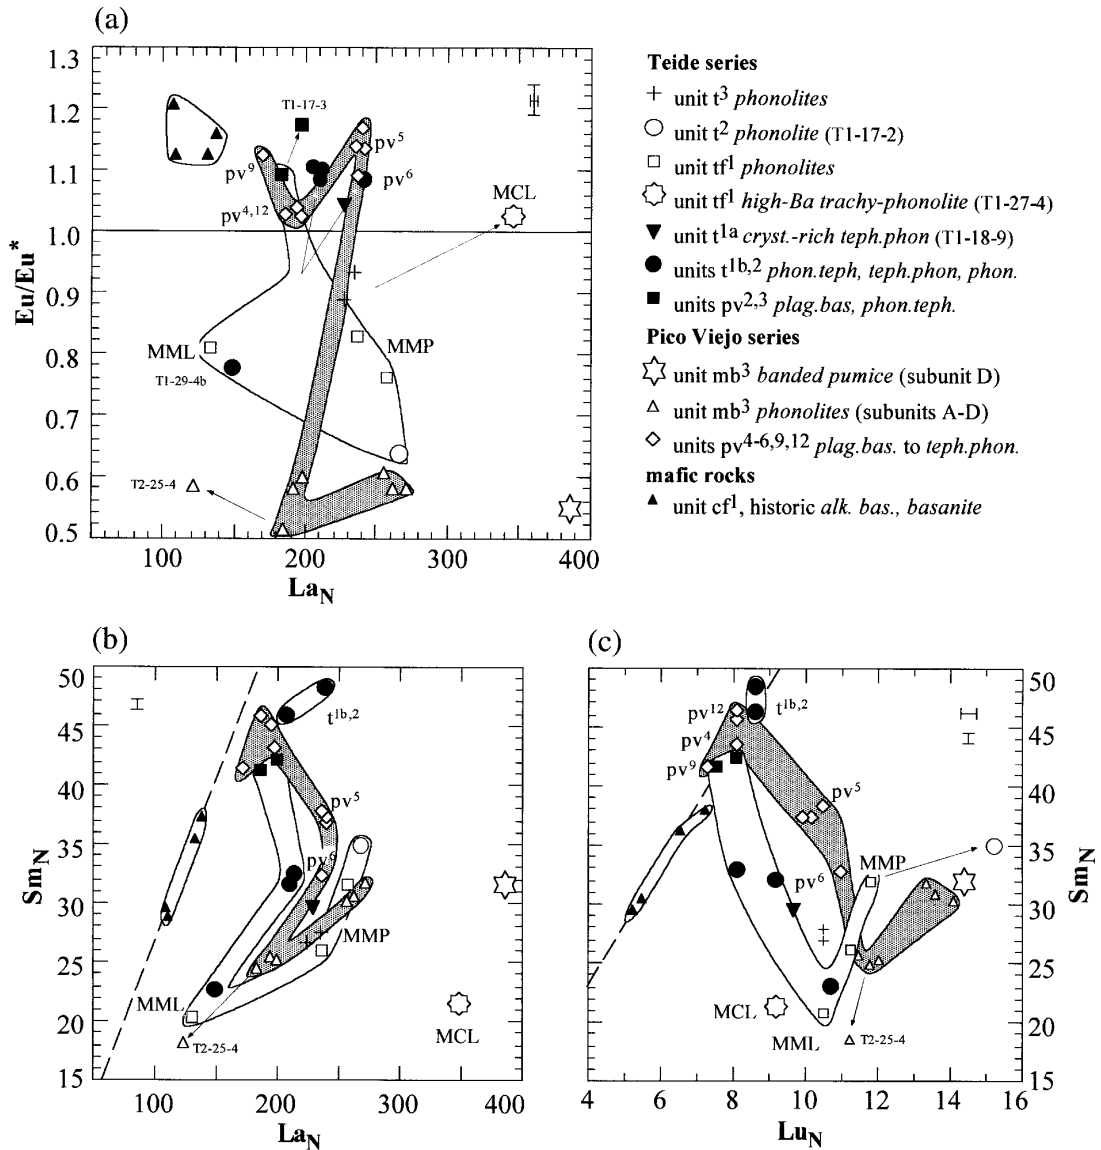 (a)
1.3
1.2
1.1
1.0
0.9
0.8
0.7
0.6
0.5
Eu/Eu*
100
200
300
400
La_N
T1-17-3
pv⁹
pv⁵
pv⁶
pv⁴,¹²
MCL
MML
MMP
T1-29-4b
T2-25-4
Teide series
unit t³ phonolites
unit t² phonolite (T1-17-2)
unit tf¹ phonolites
unit tf¹ high-Ba trachy-phonolite (T1-27-4)
unit t¹ᵃ cryst.-rich teph.phon (T1-18-9)
units t¹ᵇ,² phon.teph, teph.phon, phon.
units pv²,³ plag.bas, phon.teph.
Pico Viejo series
unit mb³ banded pumice (subunit D)
unit mb³ phonolites (subunits A-D)
units pv⁴⁻⁶,⁹,¹² plag.bas. to teph.phon.
mafic rocks
unit cf¹, historic alk. bas., basanite
(b)
50
45
40
35
30
25
20
15
Sm_N
100
200
300
400
La_N
t¹ᵇ,²
pv⁵
pv⁶
MMP
MML
MCL
T2-25-4
(c)
50
45
40
35
30
25
20
15
Sm_N
4
6
8
10
12
14
16
Lu_N
pv¹²
t¹ᵇ,²
pv⁴
pv⁹
pv⁵
MMP
pv⁶
MCL
MML
T2-25-4